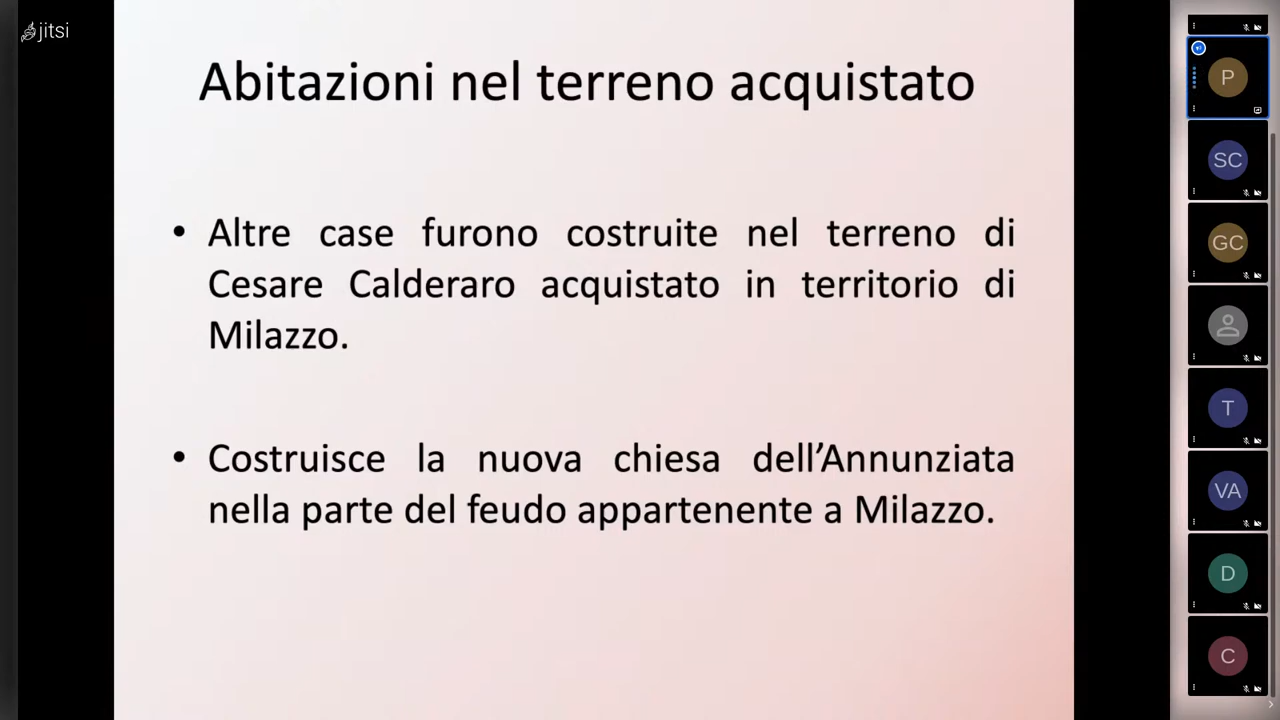 jitsi
Abitazioni nel terreno acquistato
• Altre case furono costruite nel terreno di
Cesare Calderaro acquistato in territorio di
Milazzo.
• Costruisce la nuova chiesa dell’Annunziata
nella parte del feudo appartenente a Milazzo.
P
SC
GC
T
VA
D
C